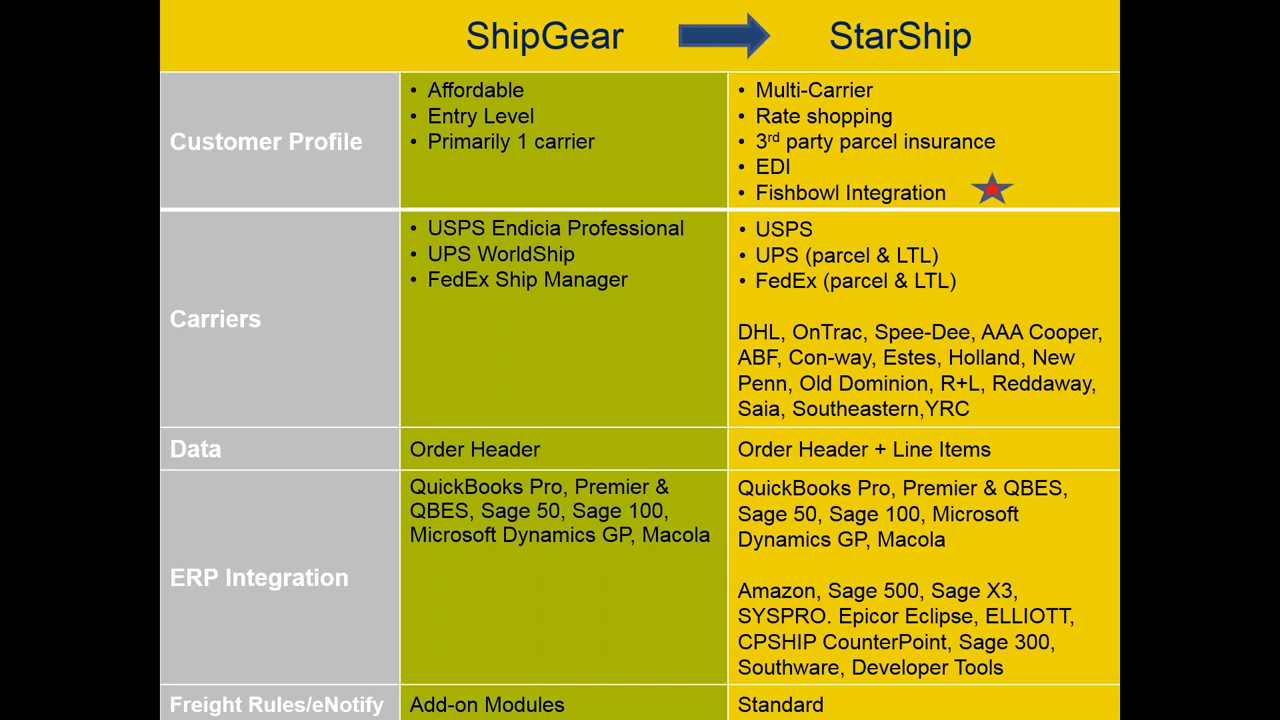 ShipGear
StarShip
Customer Profile
• Affordable
• Entry Level
• Primarily 1 carrier
• Multi-Carrier
• Rate shopping
• 3rd party parcel insurance
• EDI
• Fishbowl Integration
Carriers
• USPS Endicia Professional
• UPS WorldShip
• FedEx Ship Manager
• USPS
• UPS (parcel & LTL)
• FedEx (parcel & LTL)
DHL, OnTrac, Spee-Dee, AAA Cooper,
ABF, Con-way, Estes, Holland, New
Penn, Old Dominion, R+L, Reddaway,
Saia, Southeastern,YRC
Data
Order Header
Order Header + Line Items
ERP Integration
QuickBooks Pro, Premier &
QBES, Sage 50, Sage 100,
Microsoft Dynamics GP, Macola
QuickBooks Pro, Premier & QBES,
Sage 50, Sage 100, Microsoft
Dynamics GP, Macola
Amazon, Sage 500, Sage X3,
SYSPRO. Epicor Eclipse, ELLIOTT,
CPSHIP CounterPoint, Sage 300,
Southware, Developer Tools
Freight Rules/eNotify
Add-on Modules
Standard